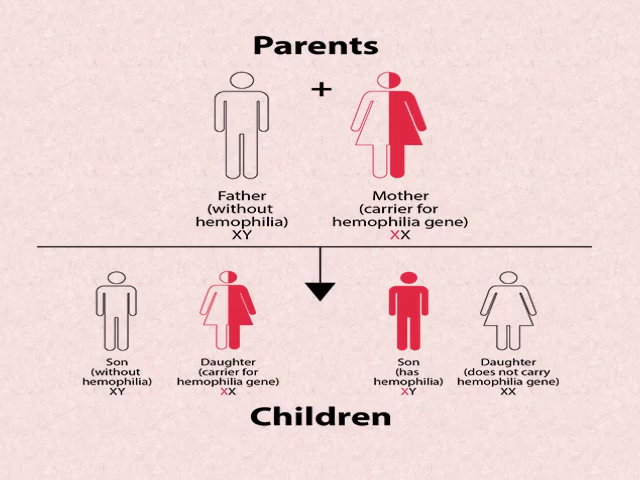 Parents
+
Father
(without
hemophilia)
XY
Mother
(carrier for
hemophilia gene)
XX
Son
(without
hemophilia)
XY
Daughter
(carrier for
hemophilia gene)
XX
Son
(has
hemophilia)
XY
Daughter
(does not carry
hemophilia gene)
XX
Children